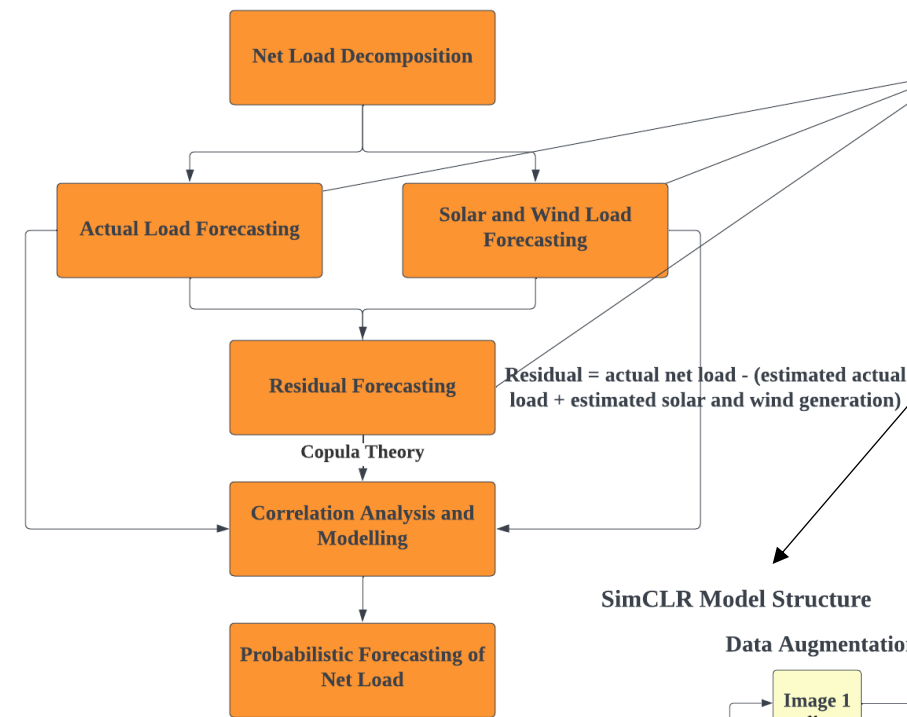 Net Load Decomposition
Actual Load Forecasting
Solar and Wind Load
Forecasting
Residual Forecasting
Residual = actual net load - (estimated actual
load + estimated solar and wind generation)
Copula Theory
Correlation Analysis and
Modelling
SimCLR Model Structure
Probabilistic Forecasting of
Net Load
Data Augmentation
Image 1